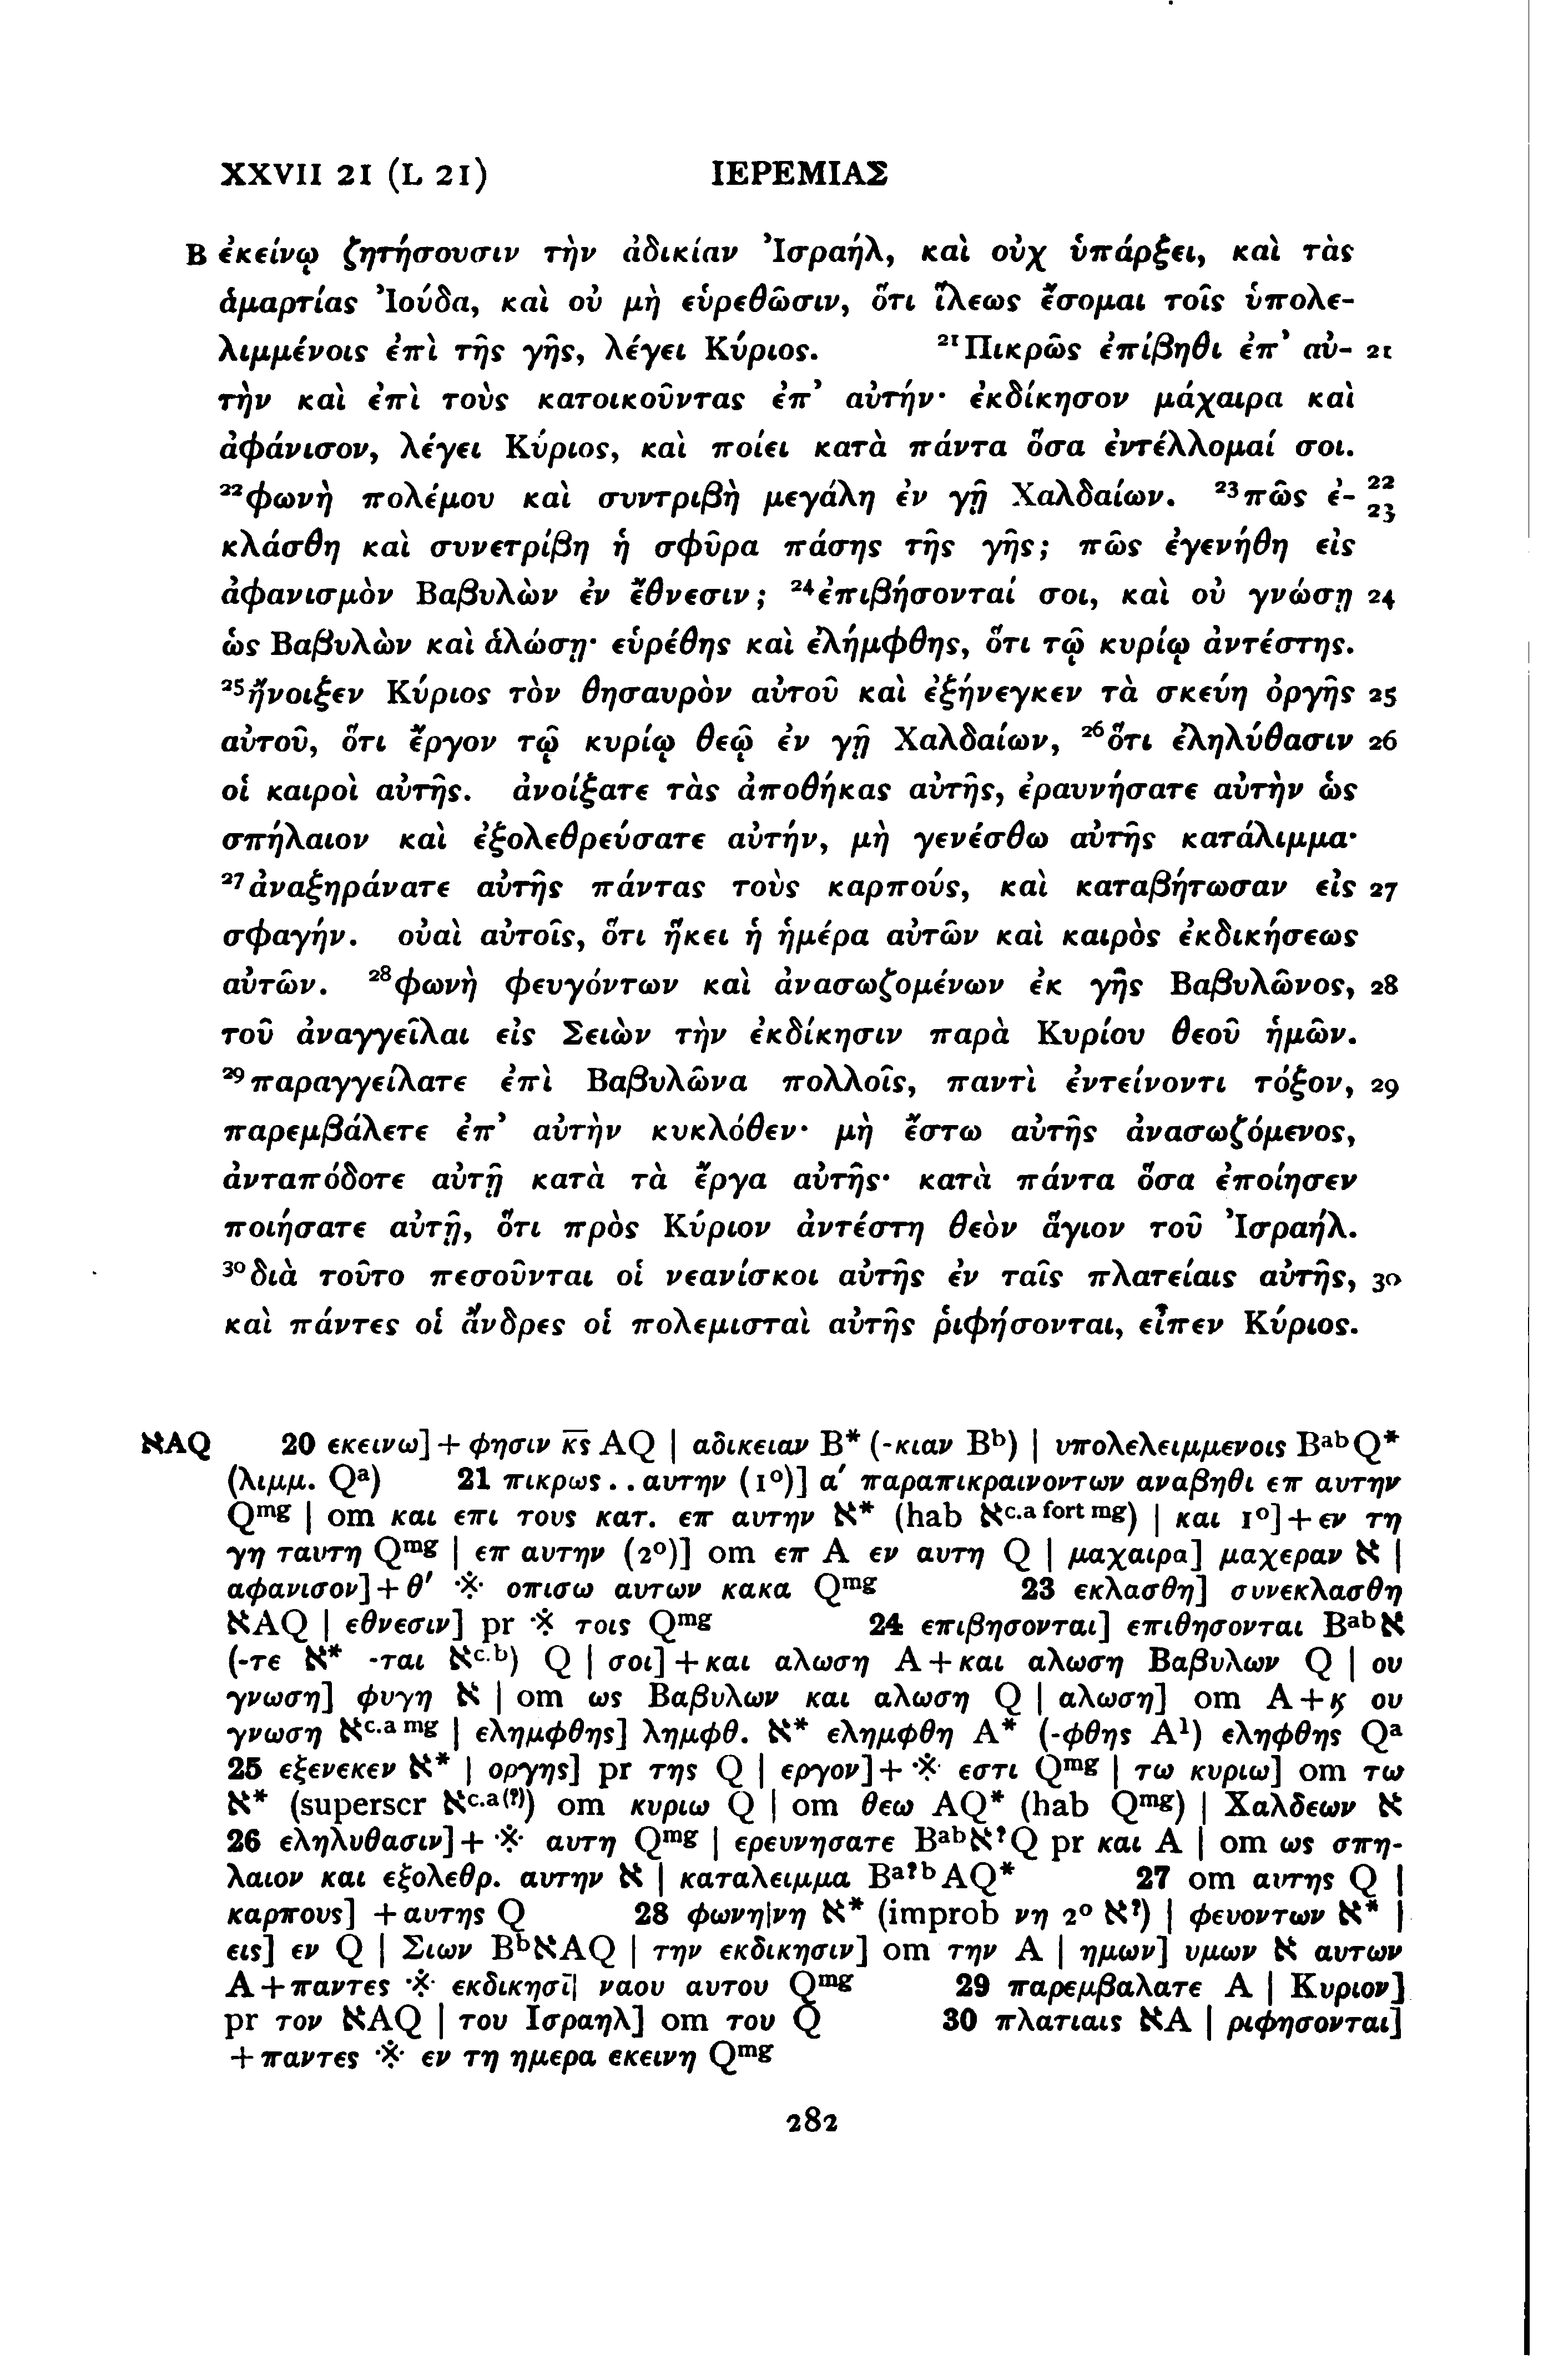 XXVII 21 (L 21) ΙΕΡΕΜΙΑΣ
B ἐκείνῳ ζητήσουσιν τὴν ἀδικίαν Ἰσραήλ, καὶ οὐχ ὑπάρξει, καὶ τὰς
ἁμαρτίας Ἰούδα, καὶ οὐ μὴ εὑρεθῶσιν, ὅτι ἵλεως ἔσομαι τοῖς ὑπολε-
λιμμένοις ἐπὶ τῆς γῆς, λέγει Κύριος. ²¹Πικρῶς ἐπίβηθι ἐπ’ αὐ- 21
τὴν καὶ ἐπὶ τοὺς κατοικοῦντας ἐπ’ αὐτήν· ἐκδίκησον μάχαιρα καὶ
ἀφάνισον, λέγει Κύριος, καὶ ποίει κατὰ πάντα ὅσα ἐντέλλομαί σοι.
²²φωνὴ πολέμου καὶ συντριβὴ μεγάλη ἐν γῇ Χαλδαίων. ²³πῶς ἐ- 22 23
κλάσθη καὶ συνετρίβη ἡ σφῦρα πάσης τῆς γῆς; πῶς ἐγενήθη εἰς
ἀφανισμὸν Βαβυλὼν ἐν ἔθνεσιν; ²⁴ἐπιβήσονταί σοι, καὶ οὐ γνώσῃ 24
ὡς Βαβυλὼν καὶ ἁλώσῃ· εὑρέθης καὶ ἐλήμφθης, ὅτι τῷ κυρίῳ ἀντέστης.
²⁵ἤνοιξεν Κύριος τὸν θησαυρὸν αὐτοῦ καὶ ἐξήνεγκεν τὰ σκεύη ὀργῆς 25
αὐτοῦ, ὅτι ἔργον τῷ κυρίῳ θεῷ ἐν γῇ Χαλδαίων, ²⁶ὅτι ἐληλύθασιν 26
οἱ καιροὶ αὐτῆς. ἀνοίξατε τὰς ἀποθήκας αὐτῆς, ἐραυνήσατε αὐτὴν ὡς
σπήλαιον καὶ ἐξολεθρεύσατε αὐτήν, μὴ γενέσθω αὐτῆς κατάλιμμα·
²⁷ἀναξηράνατε αὐτῆς πάντας τοὺς καρπούς, καὶ καταβήτωσαν εἰς 27
σφαγήν. οὐαὶ αὐτοῖς, ὅτι ἥκει ἡ ἡμέρα αὐτῶν καὶ καιρὸς ἐκδικήσεως
αὐτῶν. ²⁸φωνὴ φευγόντων καὶ ἀνασωζομένων ἐκ γῆς Βαβυλῶνος, 28
τοῦ ἀναγγεῖλαι εἰς Σειὼν τὴν ἐκδίκησιν παρὰ Κυρίου θεοῦ ἡμῶν.
²⁹παραγγείλατε ἐπὶ Βαβυλῶνα πολλοῖς, παντὶ ἐντείνοντι τόξον, 29
παρεμβάλετε ἐπ’ αὐτὴν κυκλόθεν· μὴ ἔστω αὐτῆς ἀνασωζόμενος,
ἀνταπόδοτε αὐτῇ κατὰ τὰ ἔργα αὐτῆς· κατὰ πάντα ὅσα ἐποίησεν
ποιήσατε αὐτῇ, ὅτι πρὸς Κύριον ἀντέστη θεὸν ἅγιον τοῦ Ἰσραήλ.
³⁰διὰ τοῦτο πεσοῦνται οἱ νεανίσκοι αὐτῆς ἐν ταῖς πλατείαις αὐτῆς, 30
καὶ πάντες οἱ ἄνδρες οἱ πολεμισταὶ αὐτῆς ῥιφήσονται, εἶπεν Κύριος.
אAQ 20 εκεινω] + φησιν κ̅ς̅ AQ | αδικειαν B* (-κιαν Bᵇ) | υπολελειμμενοις BᵃᵇQ*
(λιμμ. Qᵃ) 21 πικρως . . αυτην (1°)] α′ παραπικραινοντων αναβηθι επ αυτην
Qᵐᵍ | om και επι τους κατ. επ αυτην א* (hab אᶜ·ᵃ ᶠᵒʳᵗ ᵐᵍ) | και 1°] + εν τη
γη ταυτη Qᵐᵍ | επ αυτην (2°)] om επ A εν αυτη Q | μαχαιρα] μαχεραν א |
αφανισον] + θ′ ※ οπισω αυτων κακα Qᵐᵍ 23 εκλασθη] συνεκλασθη
אAQ | εθνεσιν] pr ※ τοις Qᵐᵍ 24 επιβησονται] επιθησονται Bᵃᵇא
(-τε א* -ται אᶜ·ᵇ) Q | σοι] + και αλωση A + και αλωση Βαβυλων Q | ου
γνωση] φυγη א | om ως Βαβυλων και αλωση Q | αλωση] om A + ϗ ου
γνωση אᶜ·ᵃ ᵐᵍ | ελημφθης] λημφθ. א* ελημφθη A* (-φθης A¹) εληφθης Qᵃ
25 εξενεκεν א* | οργης] pr της Q | εργον] + ※ εστι Qᵐᵍ | τω κυριω] om τω
א* (superscr אᶜ·ᵃ⁽?⁾) om κυριω Q | om θεω AQ* (hab Qᵐᵍ) | Χαλδεων א
26 εληλυθασιν] + ※ αυτη Qᵐᵍ | ερευνησατε Bᵃᵇא?Q pr και A | om ως σπη-
λαιον και εξολεθρ. αυτην א | καταλειμμα Bᵃ?ᵇAQ* 27 om αυτης Q |
καρπους] + αυτης Q 28 φωνη|νη א* (improb νη 2° א?) | φευοντων א* |
εις] εν Q | Σιων BᵇאAQ | την εκδικησιν] om την A | ημων] υμων א αυτων
A + παντες ※ εκδικησῑ| ναου αυτου Qᵐᵍ 29 παρεμβαλατε A | Κυριον]
pr τον אAQ | του Ισραηλ] om του Q 30 πλατιαις אA | ριφησονται]
+ παντες ※ εν τη ημερα εκεινη Qᵐᵍ
282